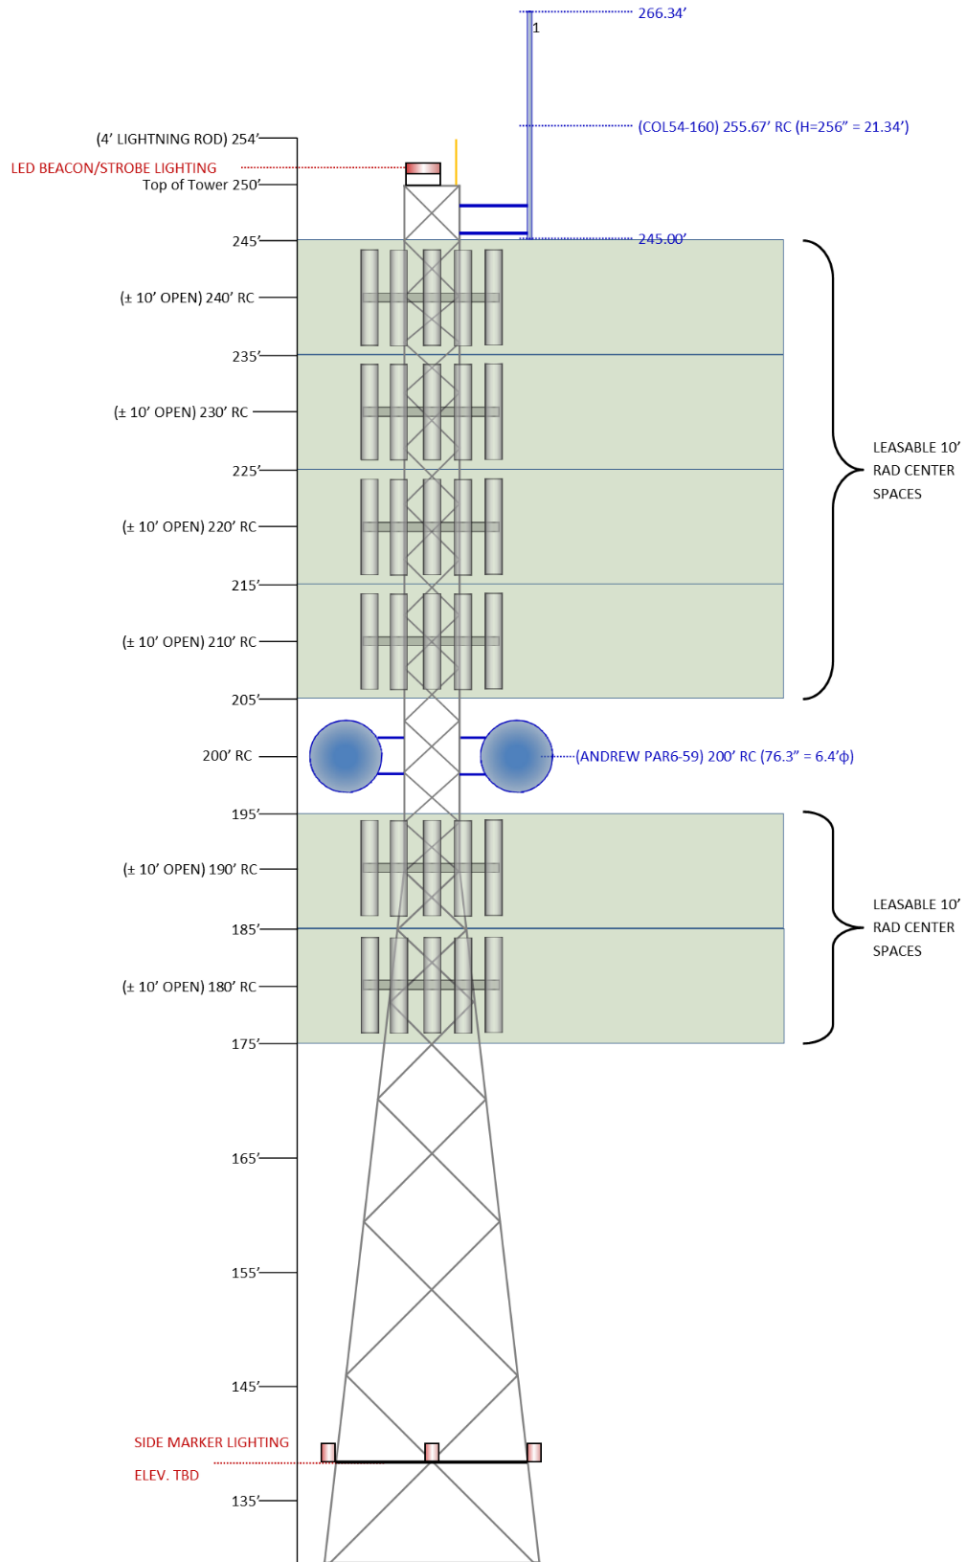 266.34′
1
(COL54-160) 255.67′ RC (H=256″ = 21.34′)
(4′ LIGHTNING ROD) 254′
LED BEACON/STROBE LIGHTING
Top of Tower 250′
245.00′
245′
(± 10′ OPEN) 240′ RC
235′
(± 10′ OPEN) 230′ RC
LEASABLE 10′
RAD CENTER
SPACES
225′
(± 10′ OPEN) 220′ RC
215′
(± 10′ OPEN) 210′ RC
205′
200′ RC
(ANDREW PAR6-59) 200′ RC (76.3″ = 6.4′ϕ)
195′
(± 10′ OPEN) 190′ RC
LEASABLE 10′
RAD CENTER
SPACES
185′
(± 10′ OPEN) 180′ RC
175′
165′
155′
145′
SIDE MARKER LIGHTING
ELEV. TBD
135′